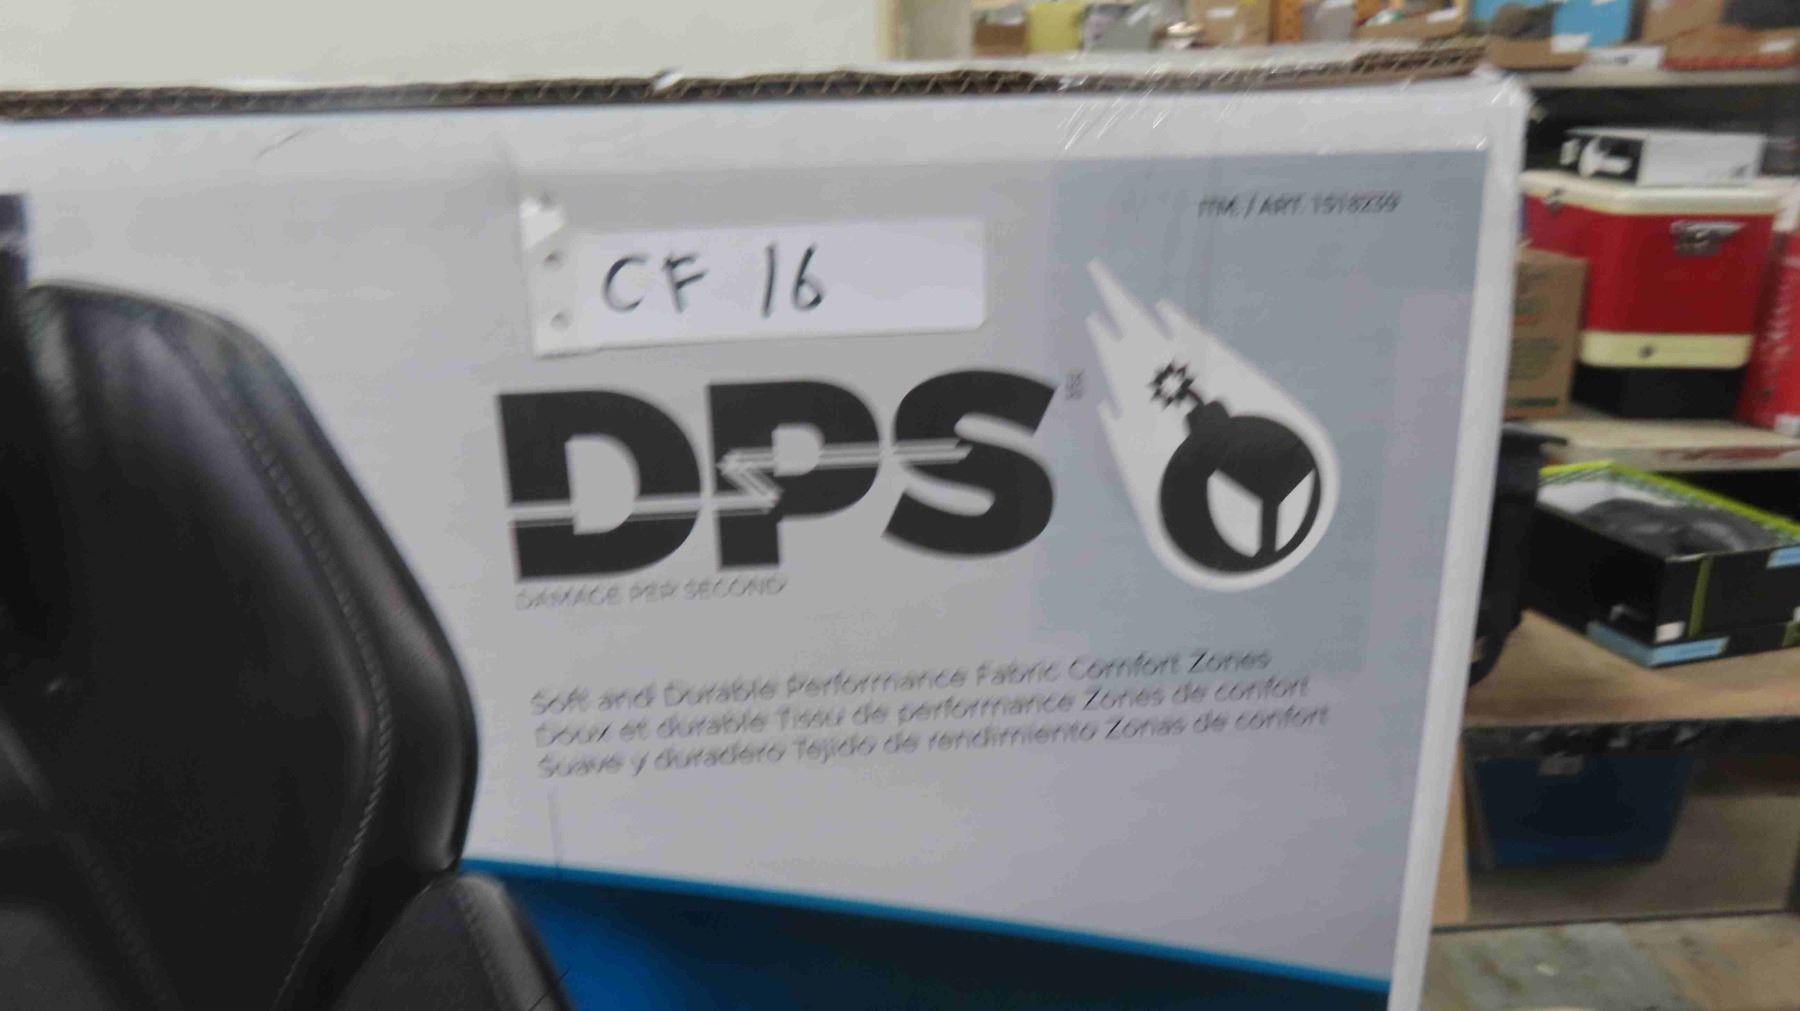 ITM. / ART. 1518259
CF 16
DPS
DAMAGE PER SECOND
Soft and Durable Performance Fabric Comfort Zones
Doux et durable Tissu de performance Zones de confort
Suave y duradero Tejido de rendimiento Zonas de confort